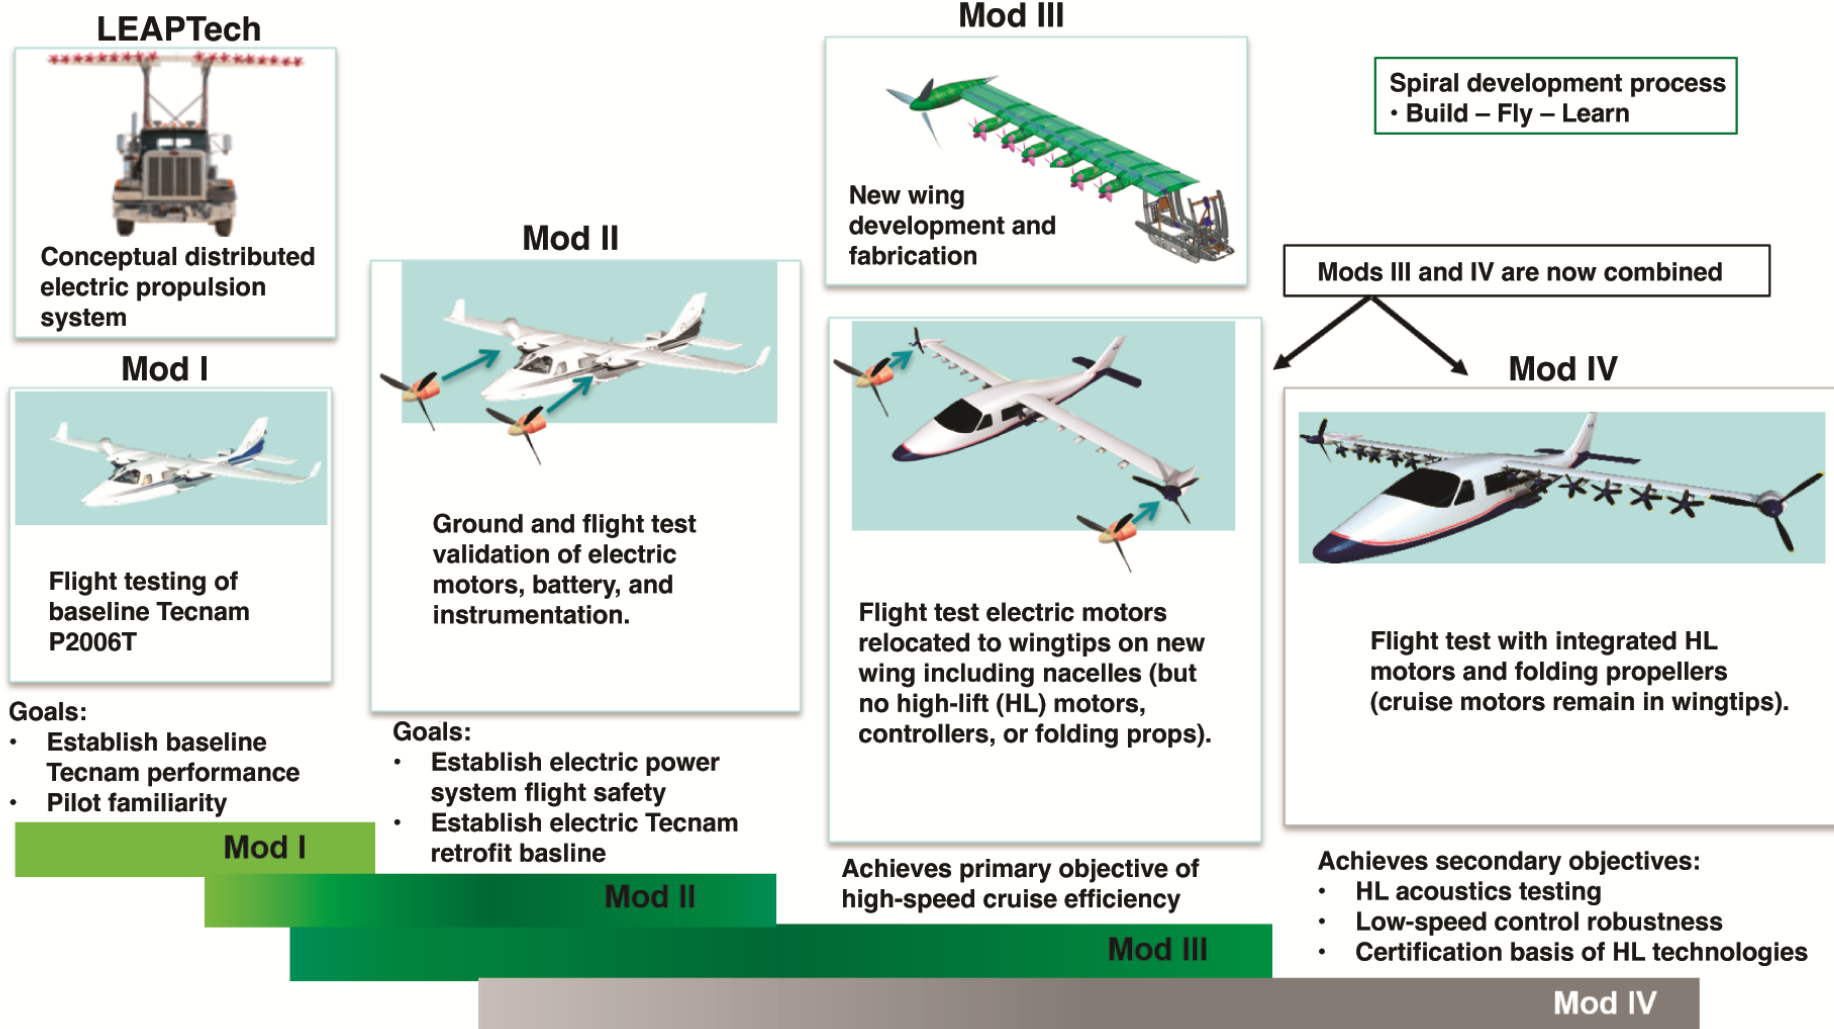 LEAPTech
Conceptual distributed
electric propulsion
system
Mod I
Flight testing of
baseline Tecnam
P2006T
Goals:
• Establish baseline
Tecnam performance
• Pilot familiarity
Mod II
Ground and flight test
validation of electric
motors, battery, and
instrumentation.
Goals:
• Establish electric power
system flight safety
• Establish electric Tecnam
retrofit basline
Mod III
New wing
development and
fabrication
Flight test electric motors
relocated to wingtips on new
wing including nacelles (but
no high-lift (HL) motors,
controllers, or folding props).
Achieves primary objective of
high-speed cruise efficiency
Spiral development process
• Build – Fly – Learn
Mods III and IV are now combined
Mod IV
Flight test with integrated HL
motors and folding propellers
(cruise motors remain in wingtips).
Achieves secondary objectives:
• HL acoustics testing
• Low-speed control robustness
• Certification basis of HL technologies
Mod I
Mod II
Mod III
Mod IV